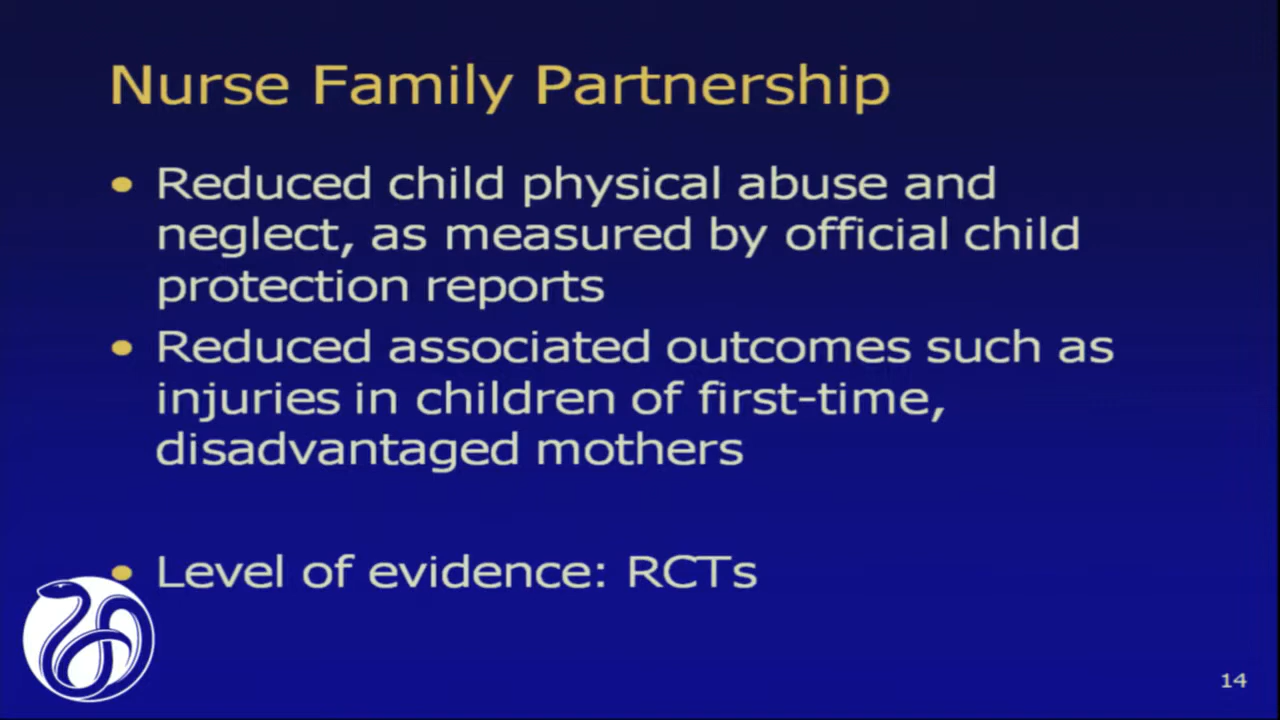 Nurse Family Partnership
• Reduced child physical abuse and
neglect, as measured by official child
protection reports
• Reduced associated outcomes such as
injuries in children of first-time,
disadvantaged mothers
• Level of evidence: RCTs
14